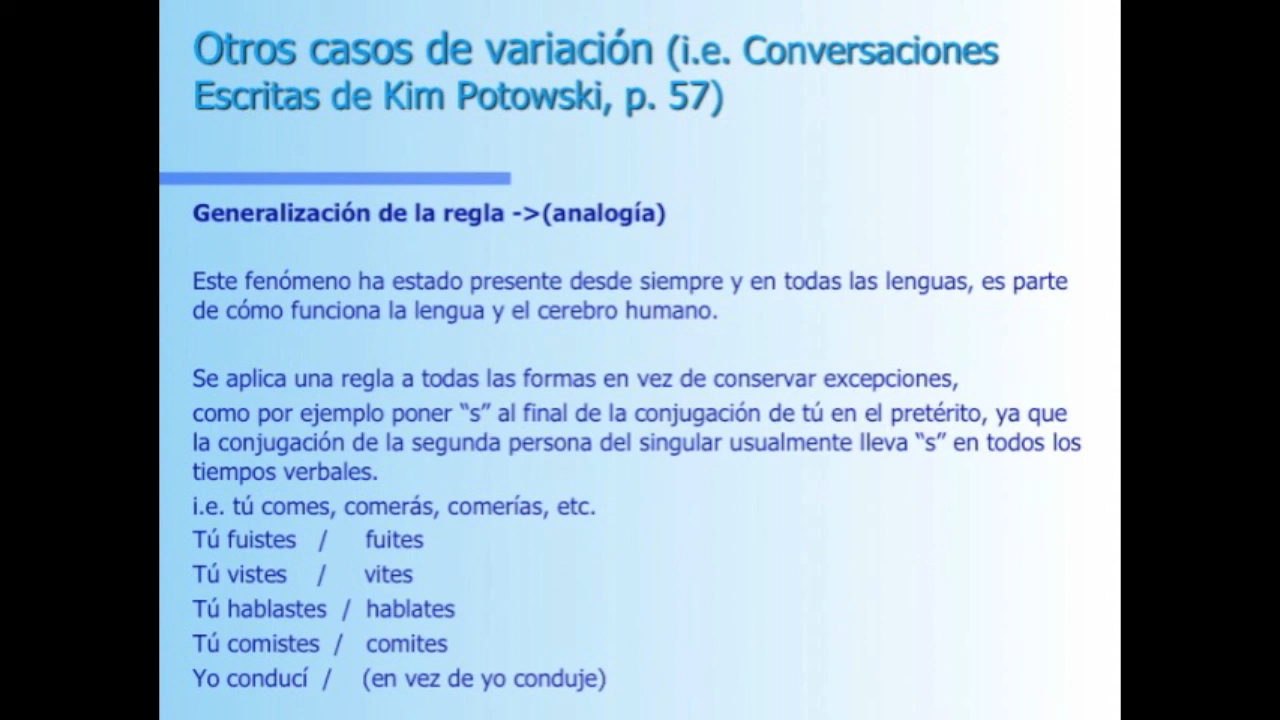 Otros casos de variación (i.e. Conversaciones
Escritas de Kim Potowski, p. 57)
Generalización de la regla ->(analogía)
Este fenómeno ha estado presente desde siempre y en todas las lenguas, es parte
de cómo funciona la lengua y el cerebro humano.
Se aplica una regla a todas las formas en vez de conservar excepciones,
como por ejemplo poner “s” al final de la conjugación de tú en el pretérito, ya que
la conjugación de la segunda persona del singular usualmente lleva “s” en todos los
tiempos verbales.
i.e. tú comes, comerás, comerías, etc.
Tú fuistes / fuites
Tú vistes / vites
Tú hablastes / hablates
Tú comistes / comites
Yo conducí / (en vez de yo conduje)